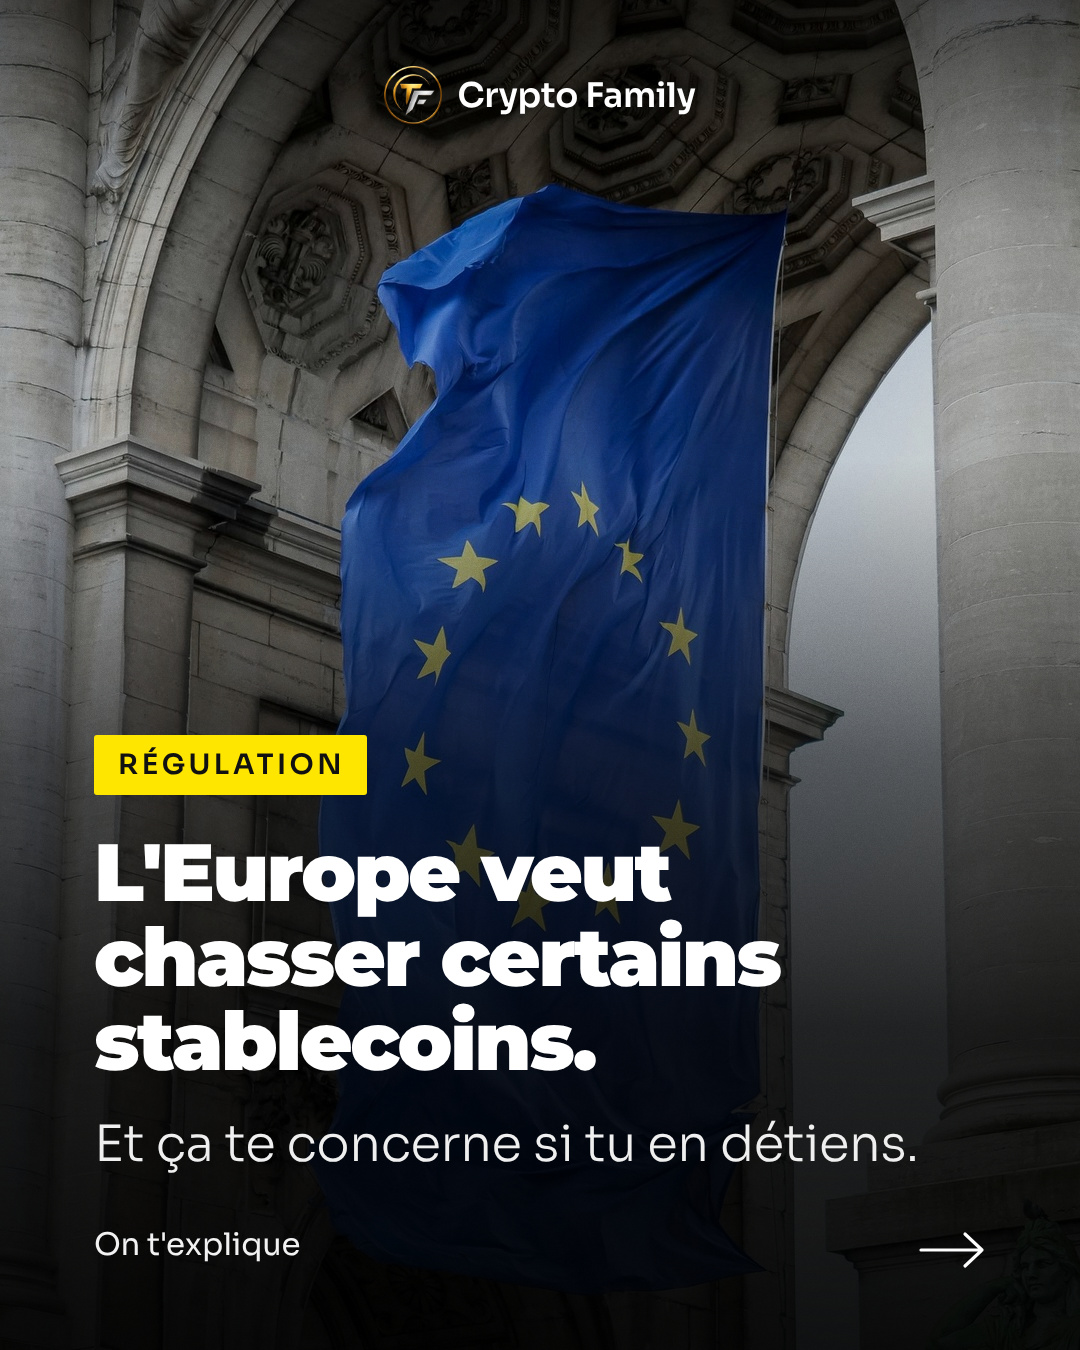 Crypto Family
RÉGULATION
L'Europe veut
chasser certains
stablecoins.
Et ça te concerne si tu en détiens.
On t'explique